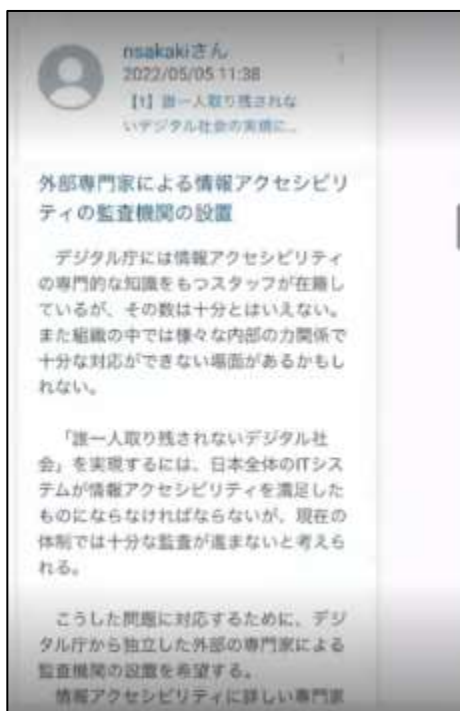 nsakakiさん
2022/05/05 11:38
【1】誰一人取り残されな
いデジタル社会の実現に...
外部専門家による情報アクセシビリ
ティの監査機関の設置
デジタル庁には情報アクセシビリティ
の専門的な知識をもつスタッフが在籍し
ているが、その数は十分とはいえない。
また組織の中では様々な内部の力関係で
十分な対応ができない場面があるかもし
れない。
「誰一人取り残されないデジタル社
会」を実現するには、日本全体のITシス
テムが情報アクセシビリティを満足した
ものにならなければならないが、現在の
体制では十分な監査が進まないと考えら
れる。
こうした問題に対応するために、デジ
タル庁から独立した外部の専門家による
監査機関の設置を希望する。
情報アクセシビリティに詳しい専門家